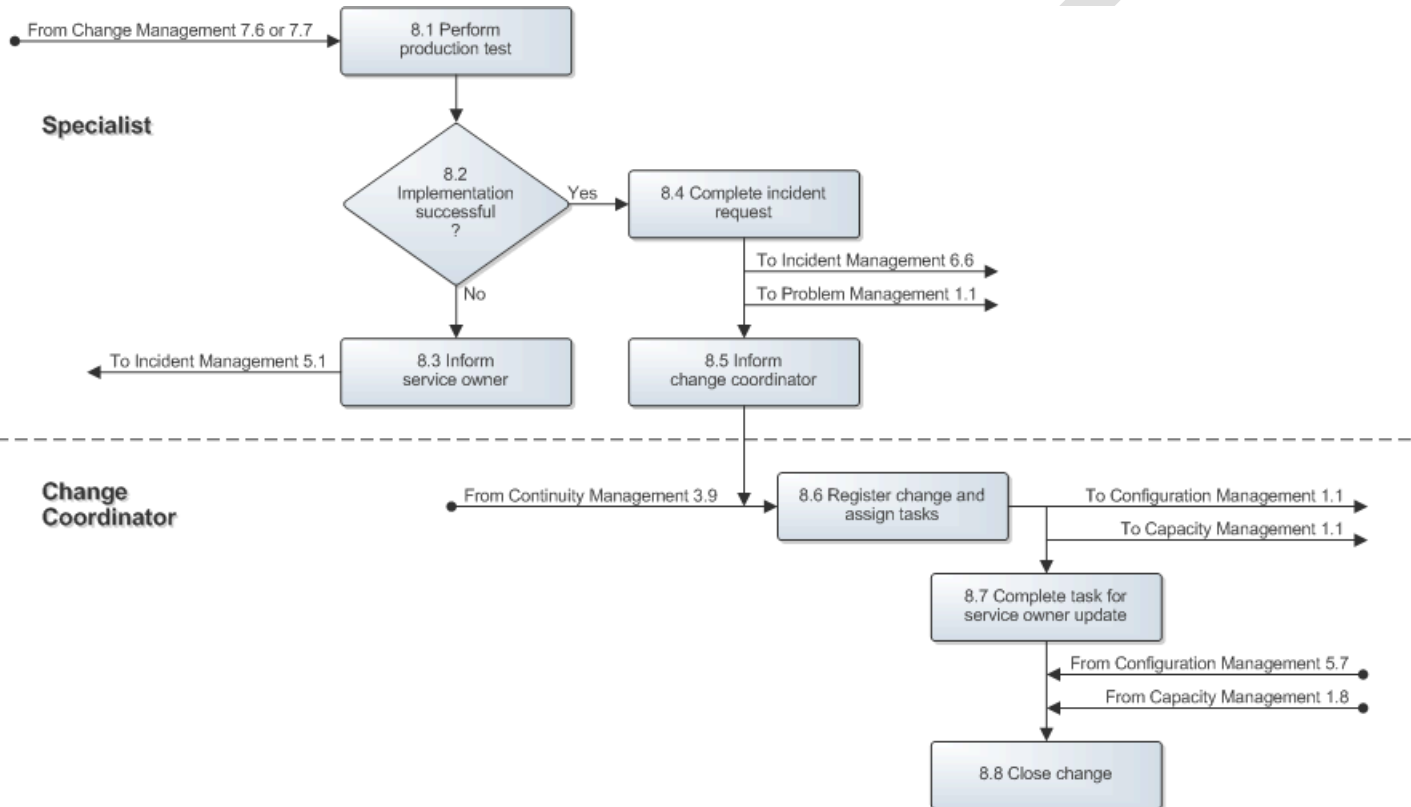 From Change Management 7.6 or 7.7
8.1 Perform
production test
Specialist
8.2
Implementation
successful
?
Yes
8.4 Complete incident
request
To Incident Management 6.6
No
To Problem Management 1.1
To Incident Management 5.1
8.3 Inform
service owner
8.5 Inform
change coordinator
Change
Coordinator
From Continuity Management 3.9
8.6 Register change and
assign tasks
To Configuration Management 1.1
To Capacity Management 1.1
8.7 Complete task for
service owner update
From Configuration Management 5.7
From Capacity Management 1.8
8.8 Close change